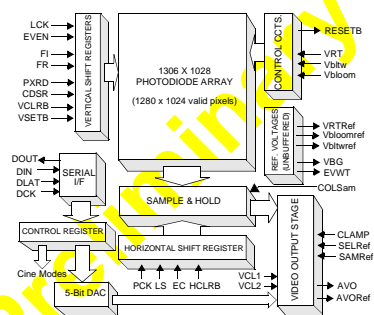 LCK
EVEN
FI
FR
PXRD
CDSR
VCLRB
VSETB
VERTICAL SHIFT REGISTERS
1306 X 1028
PHOTODIODE ARRAY
(1280 x 1024 valid pixels)
CONTROL CCTS.
RESETB
VRT
Vbltw
Vbloom
REF. VOLTAGES
(UNBUFFERED)
VRTRef
Vbloomref
Vbltwref
VBG
EVWT
DOUT
DIN
DLAT
DCK
SERIAL
I/F
SAMPLE & HOLD
COLSam
CONTROL REGISTER
HORIZONTAL SHIFT REGISTER
Cine Modes
PCK LS EC HCLRB
5-Bit DAC
VCL1
VCL2
VIDEO OUTPUT STAGE
CLAMP
SELRef
SAMRef
AVO
AVORef
Preliminary